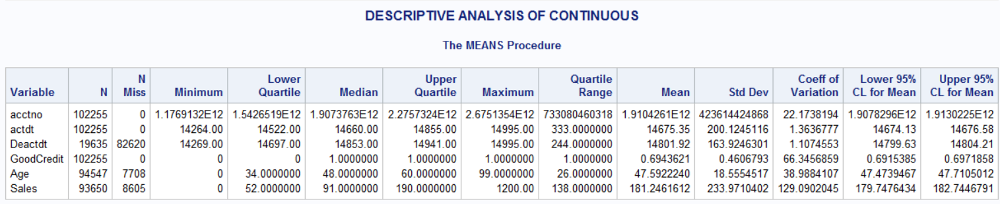 DESCRIPTIVE ANALYSIS OF CONTINUOUS
The MEANS Procedure
Variable N N Miss Minimum Lower Quartile Median Upper Quartile Maximum Quartile Range Mean Std Dev Coeff of Variation Lower 95% CL for Mean Upper 95% CL for Mean
acctno 102255 0 1.1769132E12 1.5426519E12 1.9073763E12 2.2757324E12 2.6751354E12 733080460318 1.9104261E12 423614424868 22.1738194 1.9078296E12 1.9130225E12
actdt 102255 0 14264.00 14522.00 14660.00 14855.00 14995.00 333.0000000 14675.35 200.1245116 1.3636777 14674.13 14676.58
Deactdt 19635 82620 14269.00 14697.00 14853.00 14941.00 14995.00 244.0000000 14801.92 163.9246301 1.1074553 14799.63 14804.21
GoodCredit 102255 0 0 0 1.0000000 1.0000000 1.0000000 1.0000000 0.6943621 0.4606793 66.3456859 0.6915385 0.6971858
Age 94547 7708 0 34.0000000 48.0000000 60.0000000 99.0000000 26.0000000 47.5922240 18.5554517 38.9884107 47.4739467 47.7105012
Sales 93650 8605 0 52.0000000 91.0000000 190.0000000 1200.00 138.0000000 181.2461612 233.9710402 129.0902045 179.7476434 182.7446791